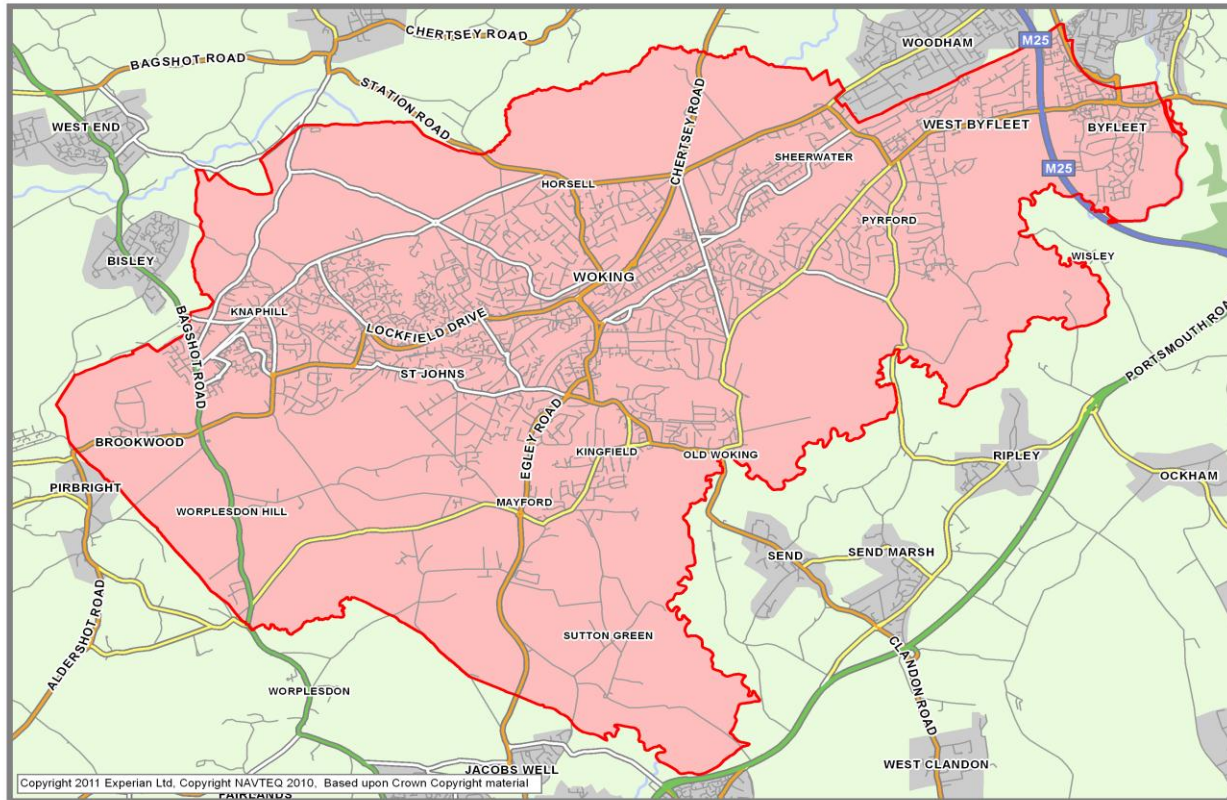 CHERTSEY ROAD
WOODHAM
M25
BAGSHOT ROAD
STATION ROAD
WEST END
WEST BYFLEET
BYFLEET
CHERTSEY ROAD
SHEERWATER
M25
HORSELL
PYRFORD
BISLEY
WISLEY
WOKING
KNAPHILL
BAGSHOT ROAD
LOCKFIELD DRIVE
PORTSMOUTH ROA
ST JOHNS
EGLEY ROAD
BROOKWOOD
KINGFIELD
OLD WOKING
RIPLEY
OCKHAM
PIRBRIGHT
MAYFORD
WORPLESDON HILL
SEND
SEND MARSH
ALDERSHOT ROAD
SUTTON GREEN
CLANDON ROAD
WORPLESDON
WEST CLANDON
JACOBS WELL
Copyright 2011 Experian Ltd, Copyright NAVTEQ 2010, Based upon Crown Copyright material
FAIRLANDS